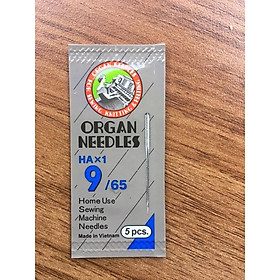 ORGAN
NEEDLES
HA×1
9/65
Home Use
Sewing
Machine
Needles
Made in Vietnam
5 pcs.